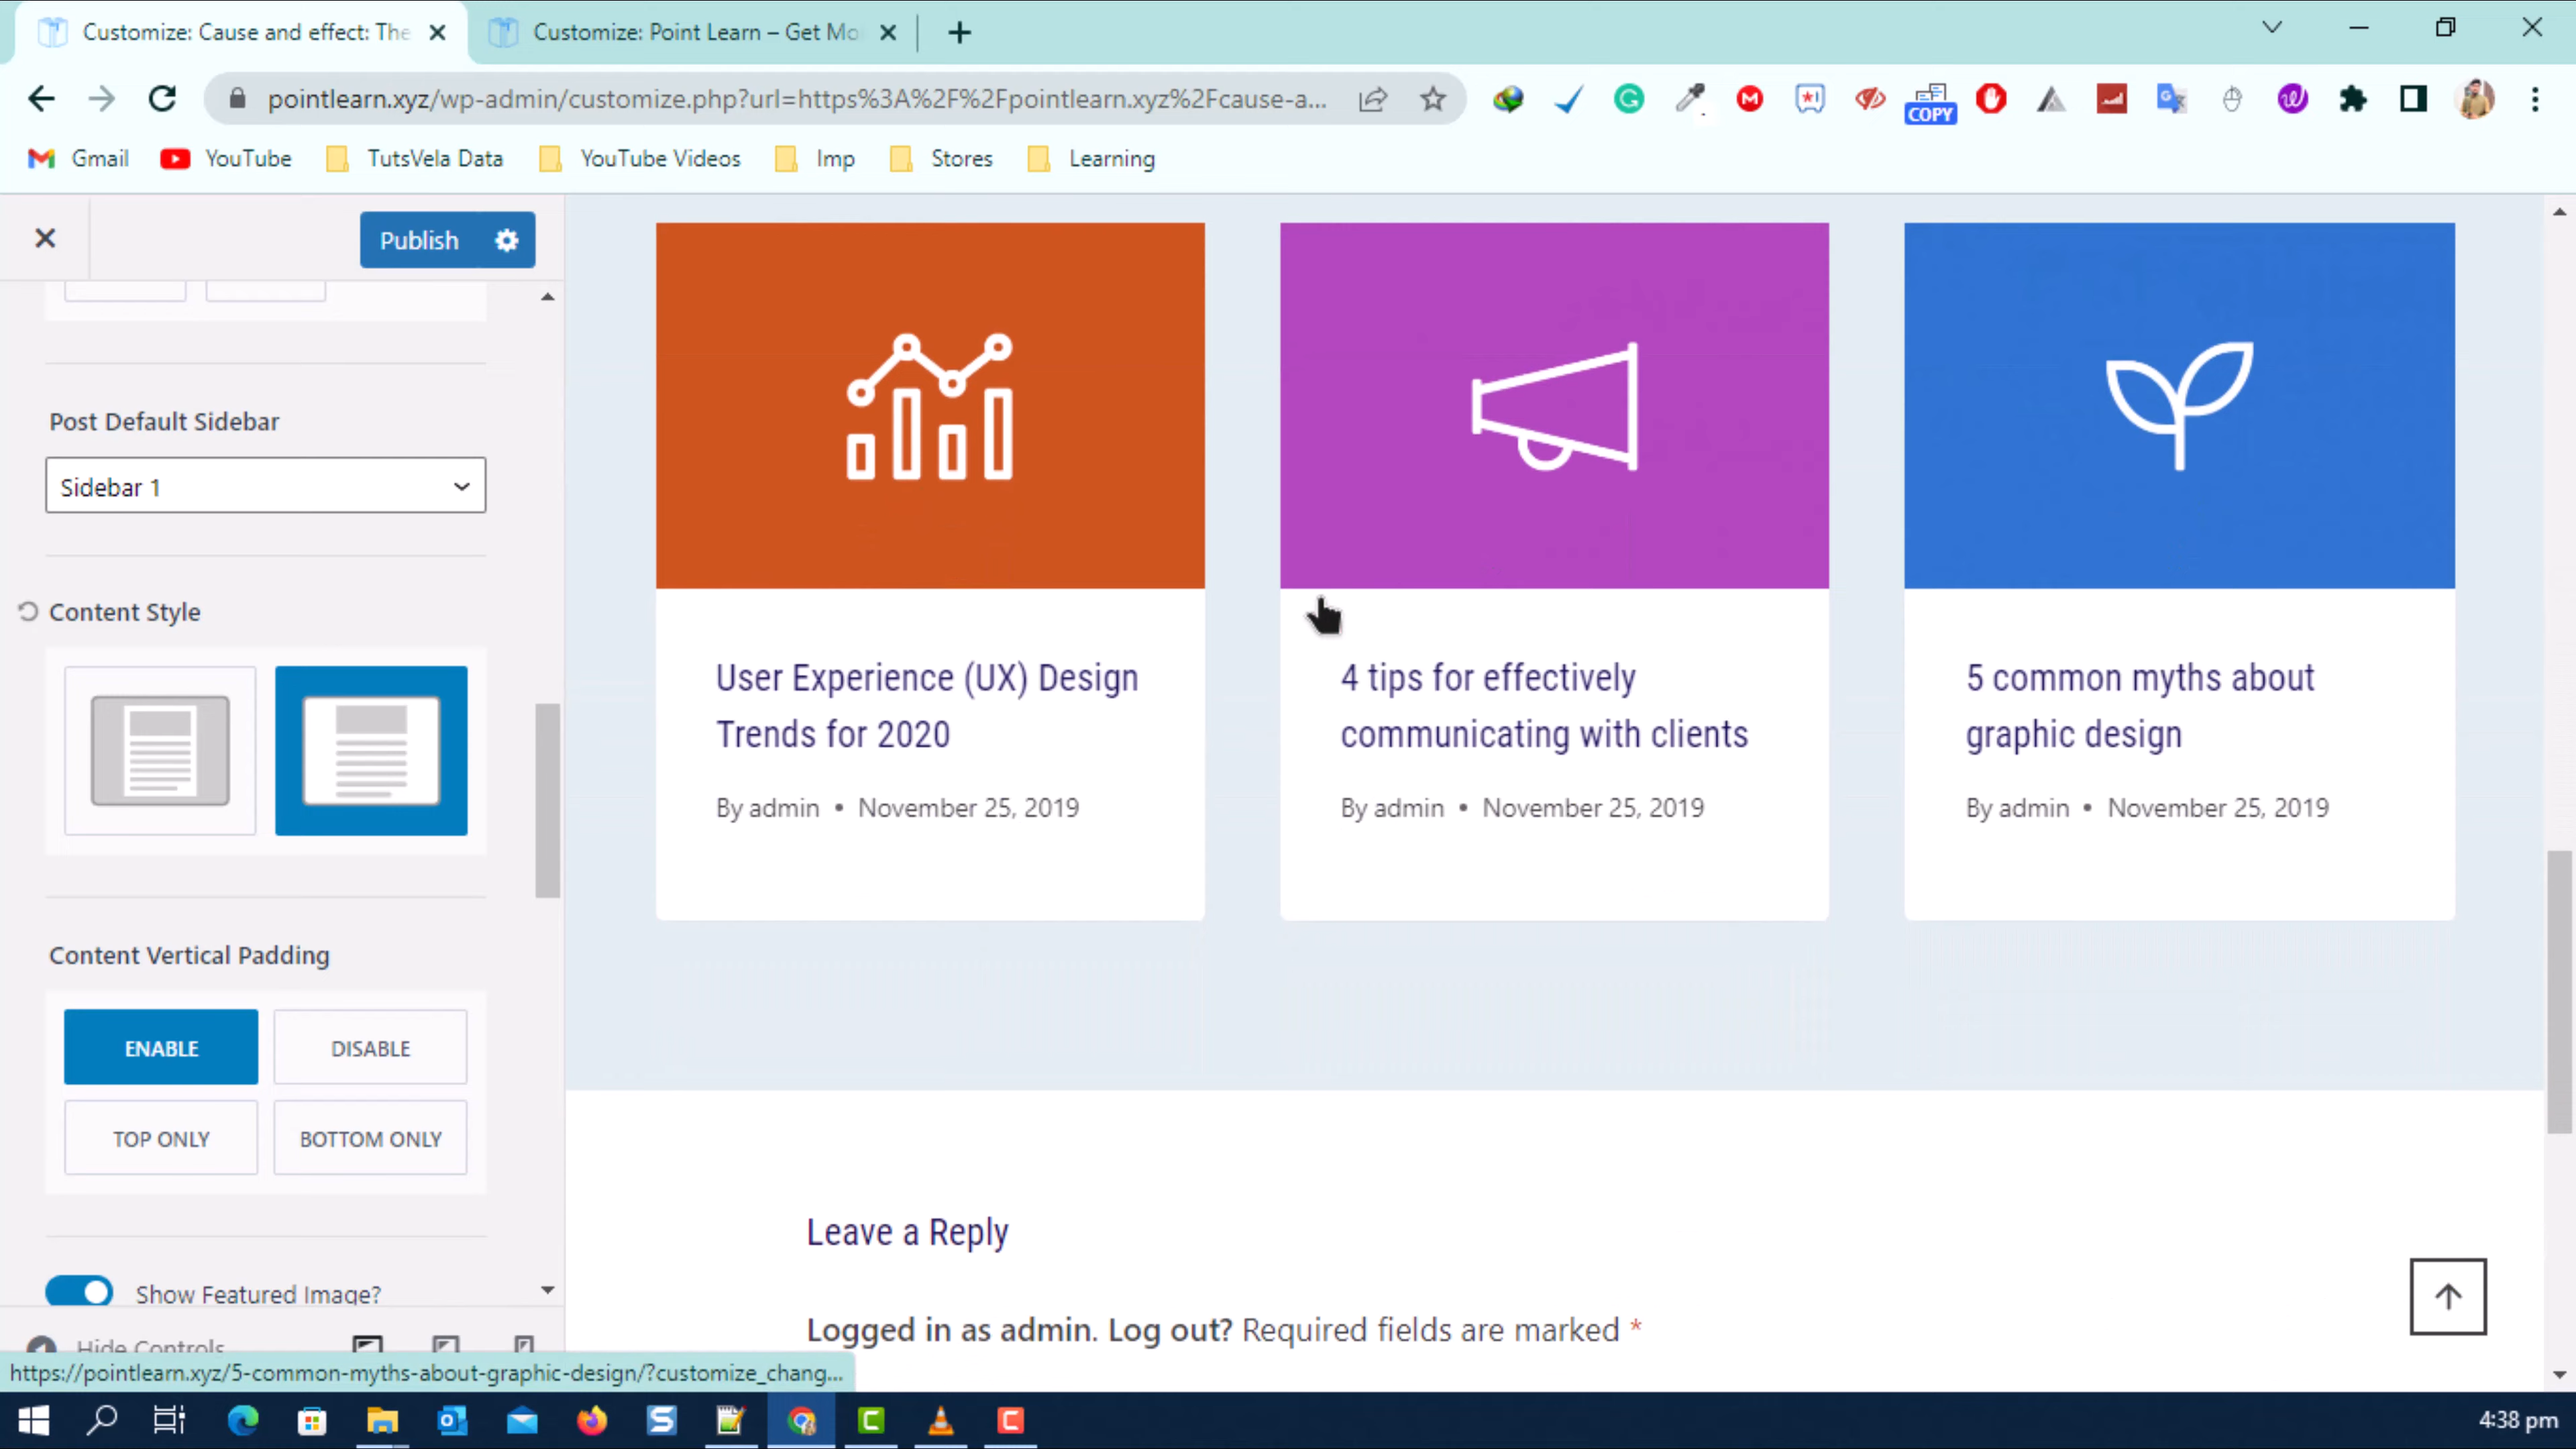 Customize: Cause and effect: The
Customize: Point Learn – Get Mo
pointlearn.xyz/wp-admin/customize.php?url=https%3A%2F%2Fpointlearn.xyz%2Fcause-a...
COPY
Gmail
YouTube
TutsVela Data
YouTube Videos
Imp
Stores
Learning
Publish
Post Default Sidebar
Sidebar 1
Content Style
Content Vertical Padding
ENABLE
DISABLE
TOP ONLY
BOTTOM ONLY
Show Featured Image?
Hide Controls
User Experience (UX) Design
Trends for 2020
By admin • November 25, 2019
4 tips for effectively
communicating with clients
By admin • November 25, 2019
5 common myths about
graphic design
By admin • November 25, 2019
Leave a Reply
Logged in as admin. Log out? Required fields are marked *
https://pointlearn.xyz/5-common-myths-about-graphic-design/?customize_chang...
4:38 pm